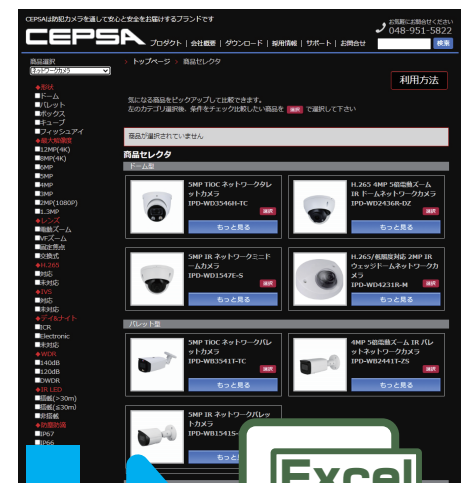 CEPSAは防犯カメラを通して安心と安全をお届けするブランドです
お気軽にお問合せください
048-951-5822
CEPSA
プロダクト | 会社概要 | ダウンロード | 採用情報 | サポート | お問合せ
検索
商品選択
ネットワークカメラ
トップページ > 商品セレクタ
利用方法
気になる商品をピックアップして比較できます。
左のカテゴリ選択後、条件をチェック比較したい商品を 選択 で選択して下さい
商品が選択されていません
商品セレクタ
◆形状
■ドーム
■バレット
■ボックス
■キューブ
■フィッシュアイ
◆最大解像度
■12MP(4K)
■8MP(4K)
■6MP
■5MP
■4MP
■3MP
■2MP(1080P)
■1.3MP
◆レンズ
■電動ズーム
■VFズーム
■固定焦点
■交換式
◆H.265
■対応
■未対応
◆IVS
■対応
■未対応
◆デイ&ナイト
■ICR
■Electronic
■未対応
◆WDR
■140dB
■120dB
■DWDR
◆IR LED
■搭載(>30m)
■搭載(≦30m)
■非搭載
◆防塵防滴
■IP67
■IP66
ドーム型
5MP TiOC ネットワークタレ
ットカメラ
IPD-WD3546H-TC
選択
もっと見る
H.265 4MP 5倍電動ズーム
IR ドームネットワークカメラ
IPD-WD2436R-DZ
選択
もっと見る
5MP IR ネットワークミニド
ームカメラ
IPD-WD1547E-S
選択
もっと見る
H.265/低照度対応 2MP IR
ウェッジドームネットワークカ
メラ
IPD-WD4231R-M
選択
もっと見る
バレット型
5MP TiOC ネットワークバレ
ットカメラ
IPD-WB3541T-TC
選択
もっと見る
4MP 5倍電動ズーム IR バレ
ットネットワークカメラ
IPD-WB2441T-ZS
選択
もっと見る
5MP IR ネットワークバレッ
トカメラ
IPD-WB1541S-
もっと
Excel